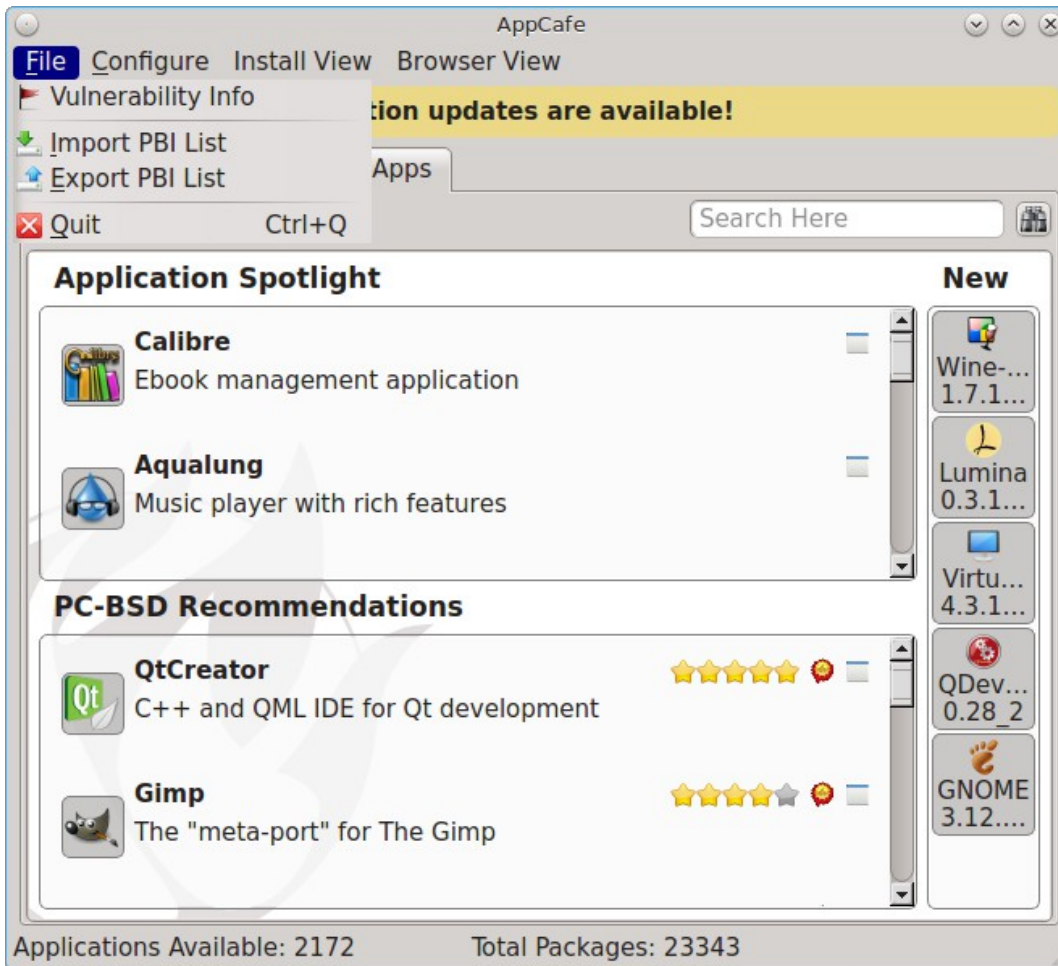 AppCafe
File Configure Install View Browser View
Vulnerability Info
tion updates are available!
Import PBI List
Export PBI List
Apps
Quit Ctrl+Q
Search Here
Application Spotlight
Calibre
Ebook management application
Aqualung
Music player with rich features
PC-BSD Recommendations
QtCreator
C++ and QML IDE for Qt development
Gimp
The "meta-port" for The Gimp
New
Wine-...
1.7.1...
Lumina
0.3.1...
Virtu...
4.3.1...
QDev...
0.28_2
GNOME
3.12....
Applications Available: 2172 Total Packages: 23343